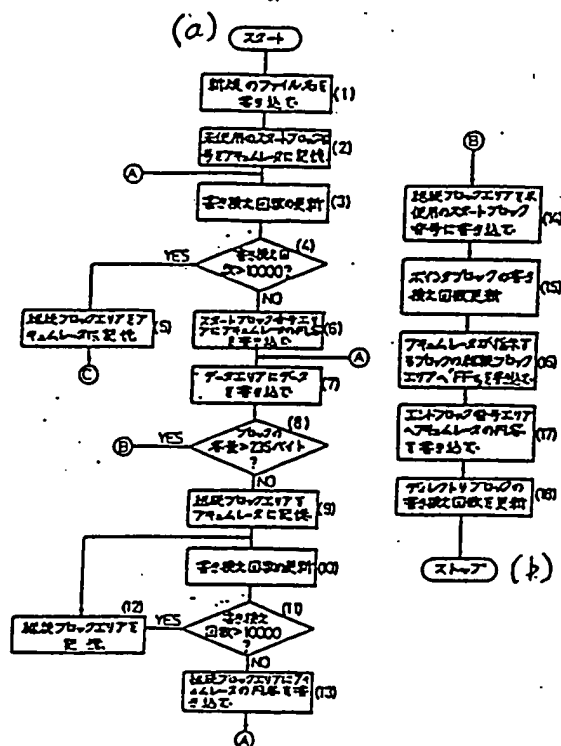 (a)
スタート
新規のファイル名を
書き込む (1)
未使用のスタートブロック番
号をアキュムレータに記憶 (2)
A
書き換え回数の更新 (3)
(4)
書き換え回
数>10000?
YES
NO
継続ブロックエリアをア
キュムレータに記憶 (5)
C
スタートブロック番号エリ
アにアキュムレータの内容
を書き込む (6)
A
データエリアにデータ
を書き込む (7)
(8)
ブロックの
容量>235バイト
?
YES
B
NO
継続ブロックエリアを
アキュムレータに記憶 (9)
書き換え回数の更新 (10)
(11)
書き換え
回数>10000
?
YES
(12)
継続ブロックエリアを
記憶
NO
継続ブロックエリアにアキ
ュムレータの内容を書き
込む (13)
A
B
継続ブロックエリアを未
使用のスタートブロック
番号に書き込む (14)
ポインタブロックの書き
換え回数更新 (15)
アキュムレータが指示す
るブロックの継続ブロック
エリアへ"FF"を書込む (16)
エンドブロック番号エリア
へアキュムレータの内容
を書き込む (17)
ディレクトリブロックの
書き換え回数を更新 (18)
ストップ
(b)